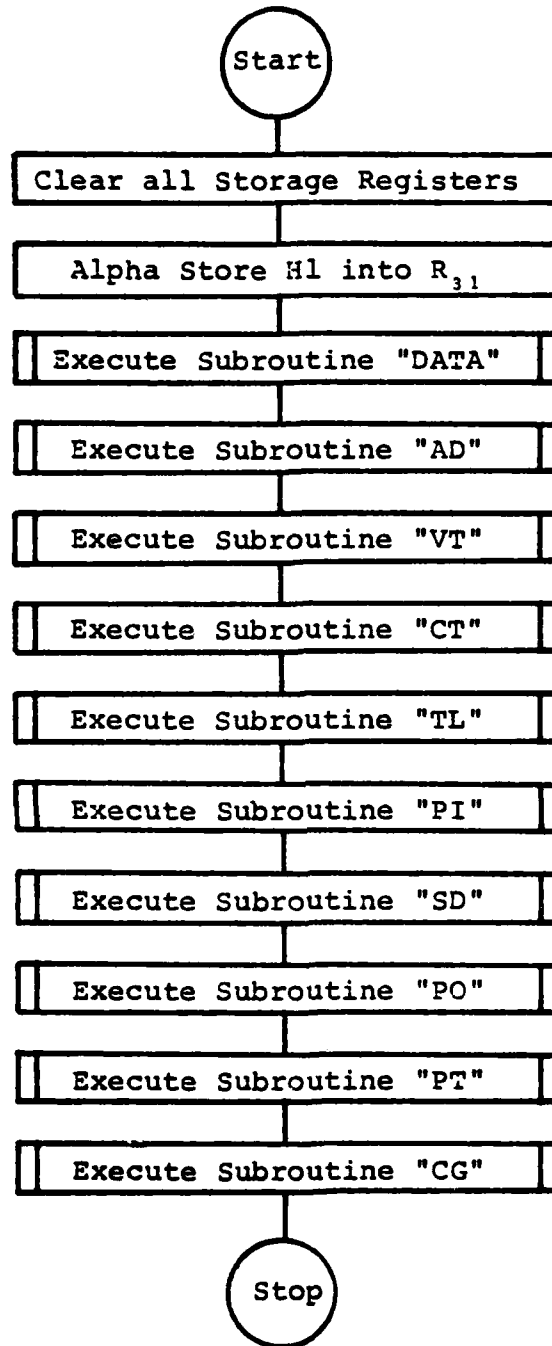 Start
Clear all Storage Registers
Alpha Store H1 into R₃₁
Execute Subroutine "DATA"
Execute Subroutine "AD"
Execute Subroutine "VT"
Execute Subroutine "CT"
Execute Subroutine "TL"
Execute Subroutine "PI"
Execute Subroutine "SD"
Execute Subroutine "PO"
Execute Subroutine "PT"
Execute Subroutine "CG"
Stop